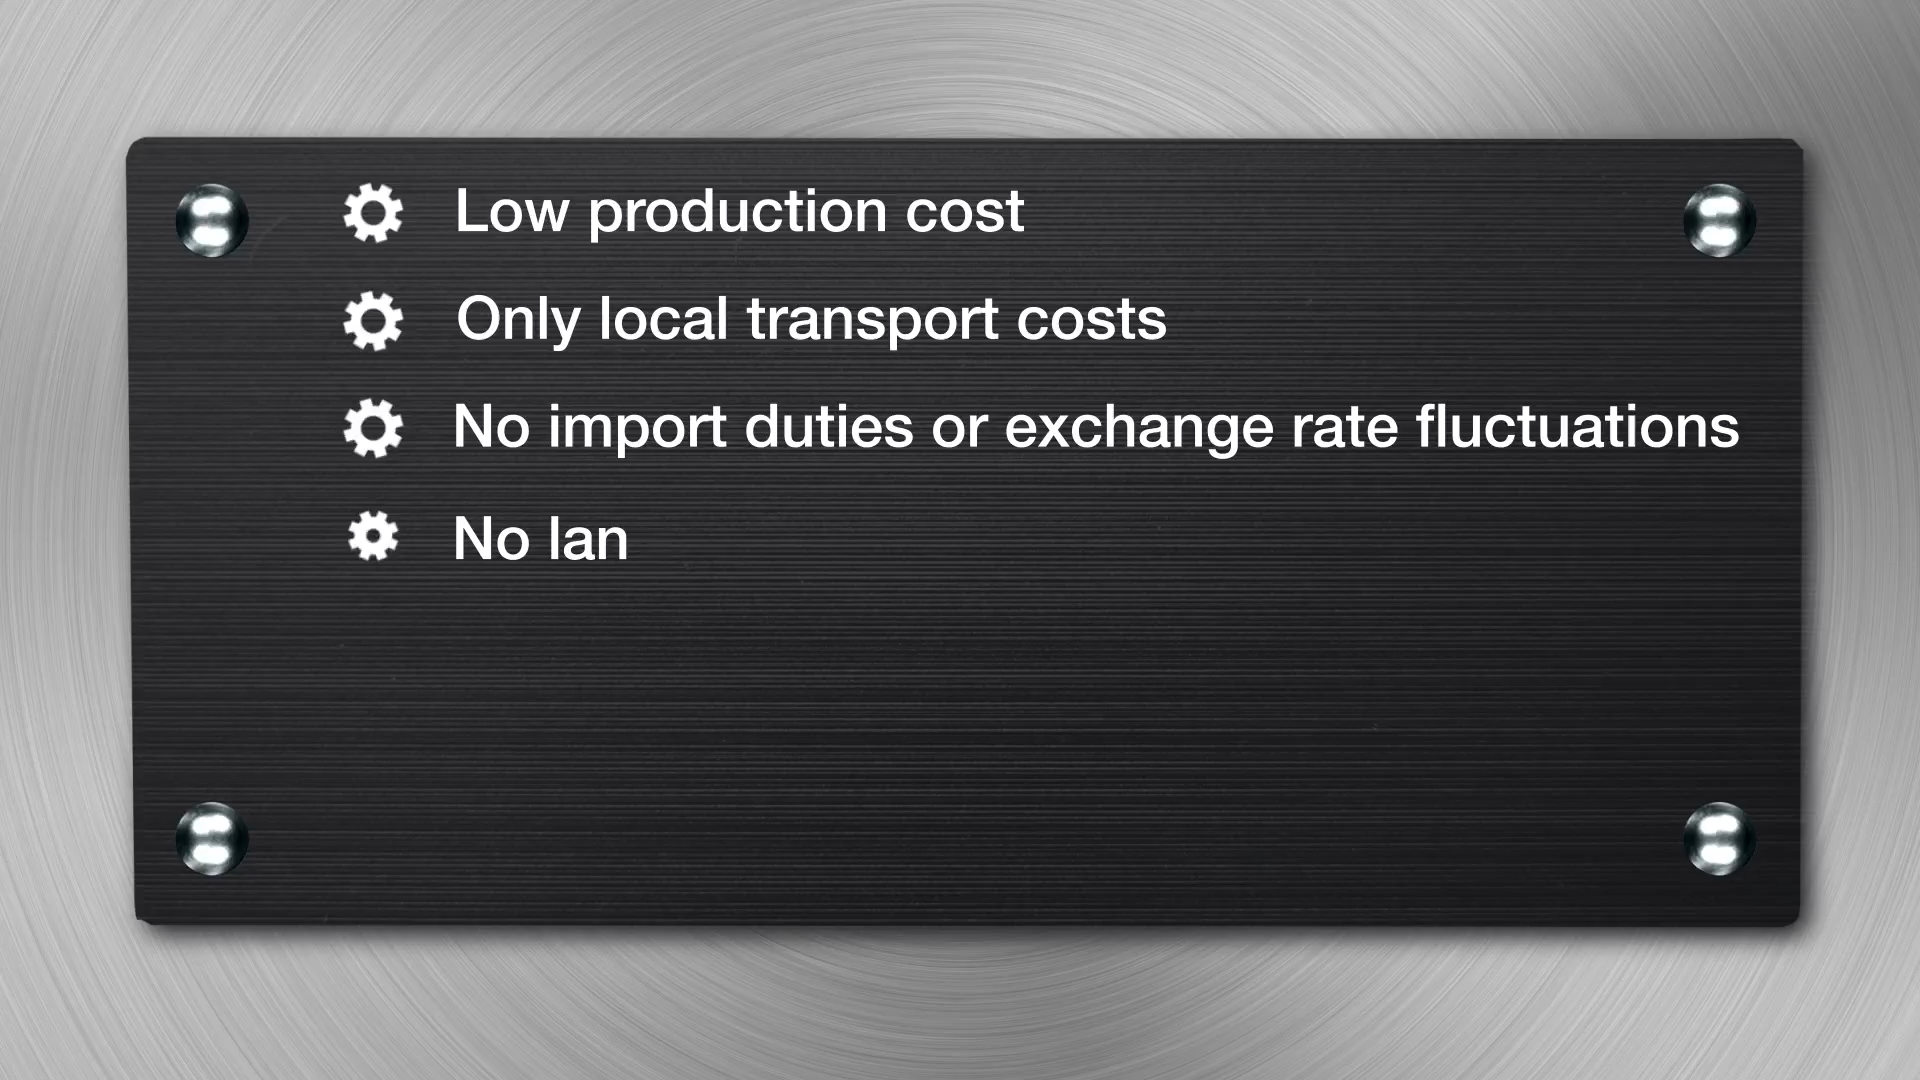 Low production cost
Only local transport costs
No import duties or exchange rate fluctuations
No lan